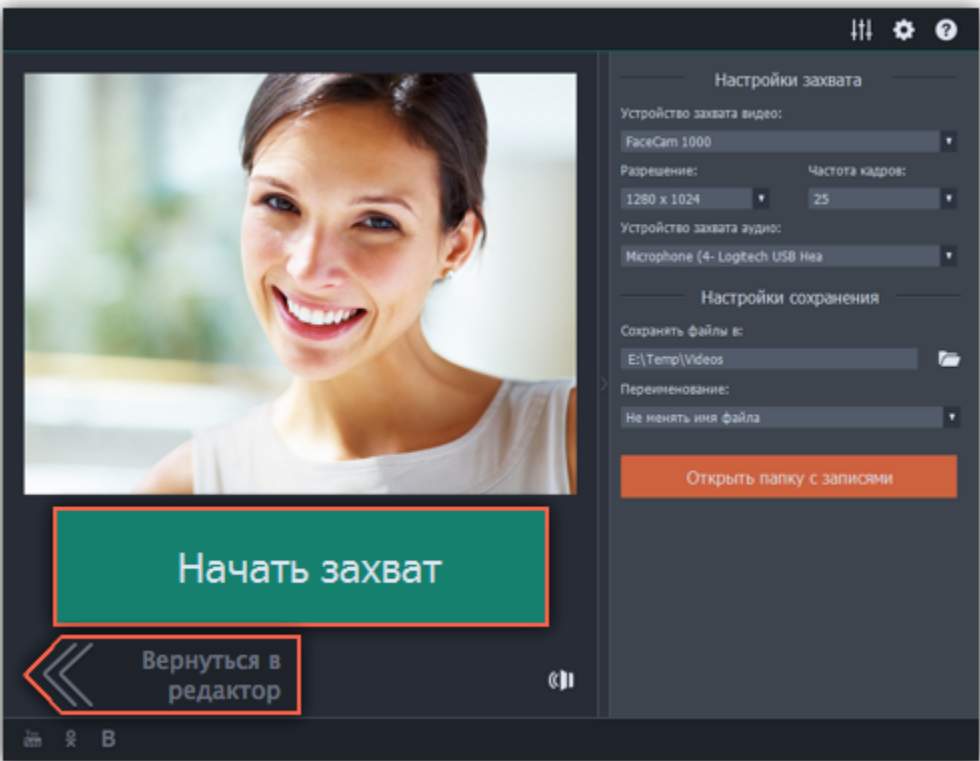 Настройки захвата
Устройство захвата видео:
FaceCam 1000
Разрешение:
Частота кадров:
1280 x 1024
25
Устройство захвата аудио:
Microphone (4- Logitech USB Hea
Настройки сохранения
Сохранять файлы в:
E:\Temp\Videos
Переименование:
Не менять имя файла
Открыть папку с записями
Начать захват
Вернуться в
редактор
B